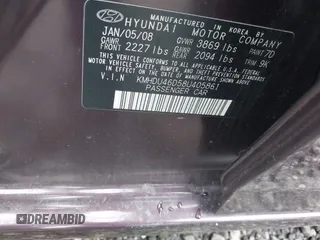 MANUFACTURED IN KOREA BY
HYUNDAI MOTOR COMPANY
JAN/05/08 GVWR 3869 lbs PAINT 7D
GAWR FRONT 2227 lbs GAWR REAR 2094 lbs TRIM 9K
THIS VEHICLE CONFORMS TO ALL APPLICABLE
FEDERAL MOTOR VEHICLE SAFETY, BUMPER, AND
THEFT PREVENTION STANDARDS IN EFFECT ON
THE DATE OF MANUFACTURE SHOWN ABOVE.
V.I.N KMHDU46D58U405861
PASSENGER CAR
DREAMBID